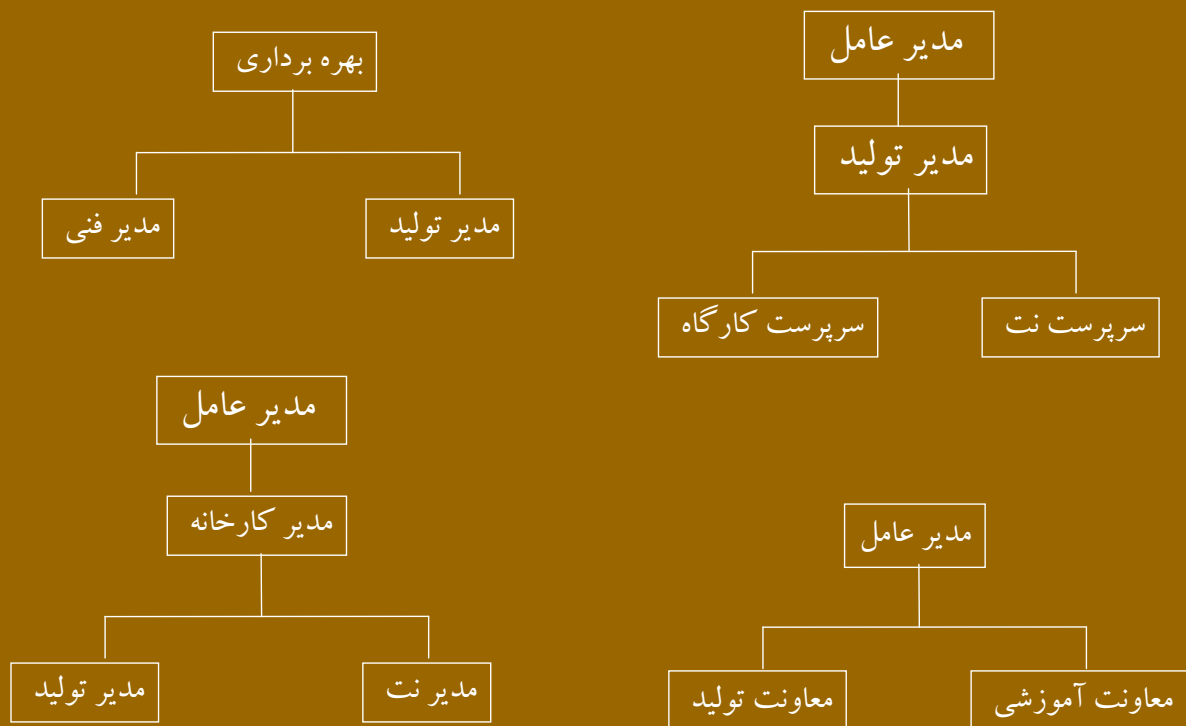 مدیر عامل
مدیر تولید
سرپرست نت
سرپرست کارگاه
بهره برداری
مدیر تولید
مدیر فنی
مدیر عامل
معاونت آموزشی
معاونت تولید
مدیر عامل
مدیر کارخانه
مدیر نت
مدیر تولید